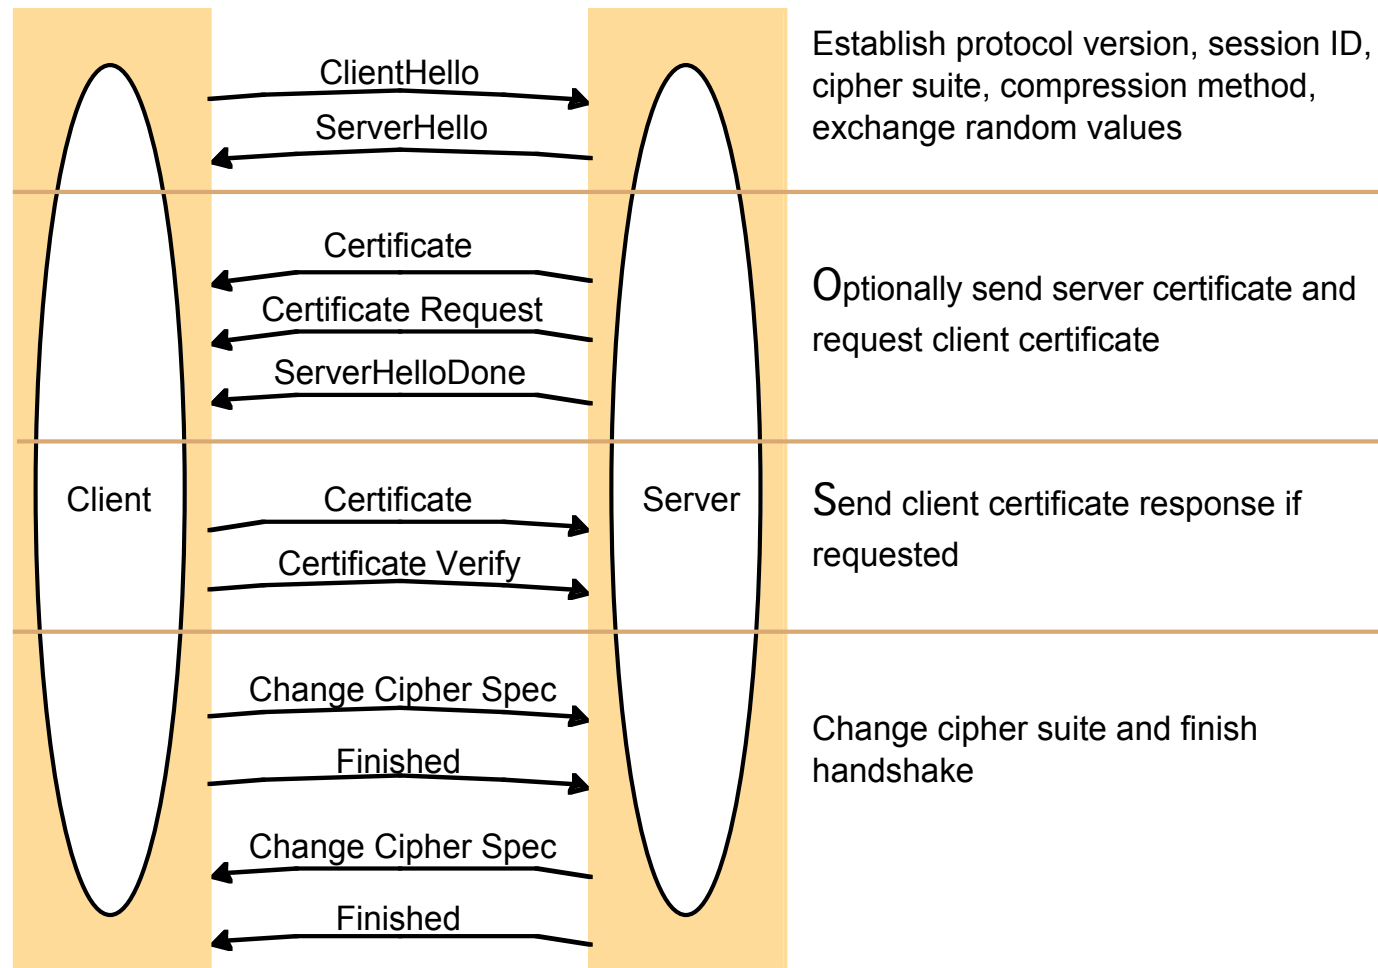 ClientHello
ServerHello
Establish protocol version, session ID,
cipher suite, compression method,
exchange random values
Certificate
Certificate Request
ServerHelloDone
Optionally send server certificate and
request client certificate
Client
Certificate
Certificate Verify
Server
Send client certificate response if
requested
Change Cipher Spec
Finished
Change Cipher Spec
Finished
Change cipher suite and finish
handshake